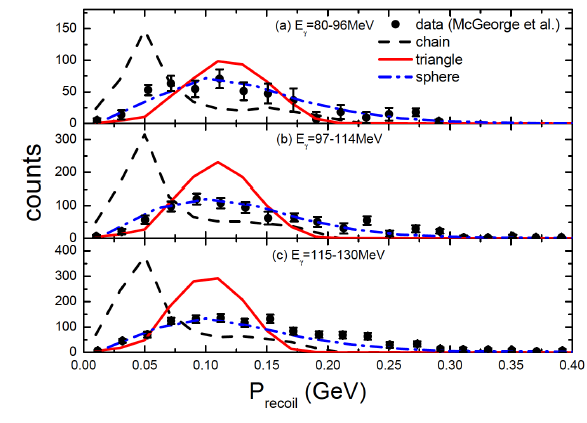 (a) Eγ=80-96MeV
data (McGeorge et al.)
chain
triangle
sphere
150
100
50
0
(b) Eγ=97-114MeV
300
200
100
0
(c) Eγ=115-130MeV
400
300
200
100
0
counts
0.00 0.05 0.10 0.15 0.20 0.25 0.30 0.35 0.40
Precoil (GeV)